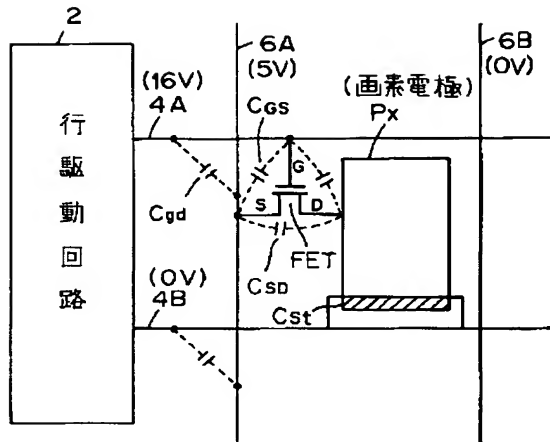 2
行駆動回路
(16V)
4A
6A
(5V)
6B
(0V)
CGS
(画素電極)
Px
G
S
D
Cgd
FET
CSD
(0V)
4B
Cst